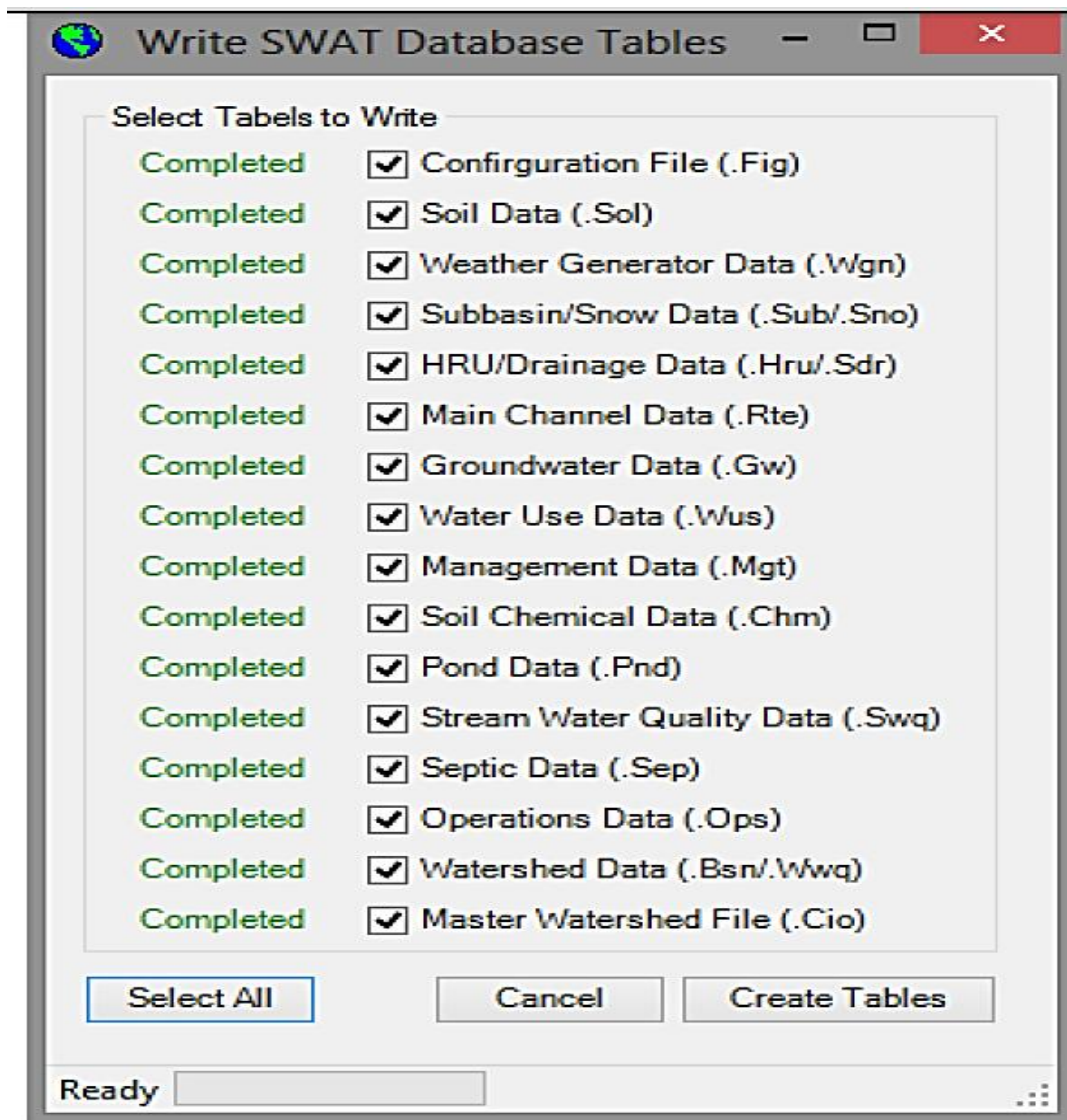 Write SWAT Database Tables
Select Tabels to Write
Completed Confirguration File (.Fig)
Completed Soil Data (.Sol)
Completed Weather Generator Data (.Wgn)
Completed Subbasin/Snow Data (.Sub/.Sno)
Completed HRU/Drainage Data (.Hru/.Sdr)
Completed Main Channel Data (.Rte)
Completed Groundwater Data (.Gw)
Completed Water Use Data (.Wus)
Completed Management Data (.Mgt)
Completed Soil Chemical Data (.Chm)
Completed Pond Data (.Pnd)
Completed Stream Water Quality Data (.Swq)
Completed Septic Data (.Sep)
Completed Operations Data (.Ops)
Completed Watershed Data (.Bsn/.Wwq)
Completed Master Watershed File (.Cio)
Select All Cancel Create Tables
Ready